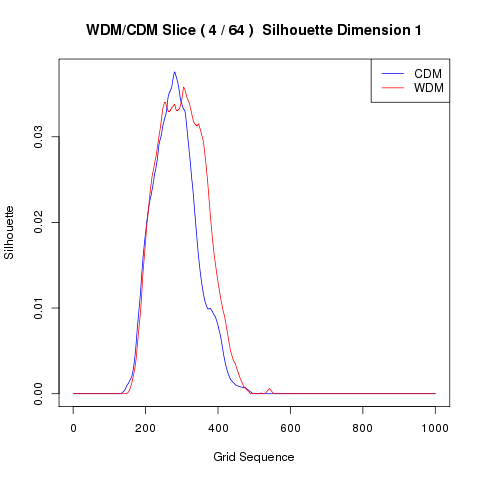 WDM/CDM Slice ( 4 / 64 ) Silhouette Dimension 1
CDM
WDM
Silhouette
0.03
0.02
0.01
0.00
0 200 400 600 800 1000
Grid Sequence